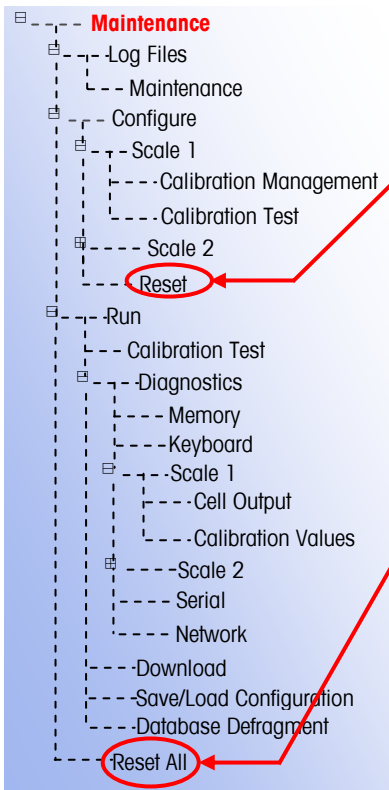 Maintenance
Log Files
Maintenance
Configure
Scale 1
Calibration Management
Calibration Test
Scale 2
Reset
Run
Calibration Test
Diagnostics
Memory
Keyboard
Scale 1
Cell Output
Calibration Values
Scale 2
Serial
Network
Download
Save/Load Configuration
Database Defragment
Reset All